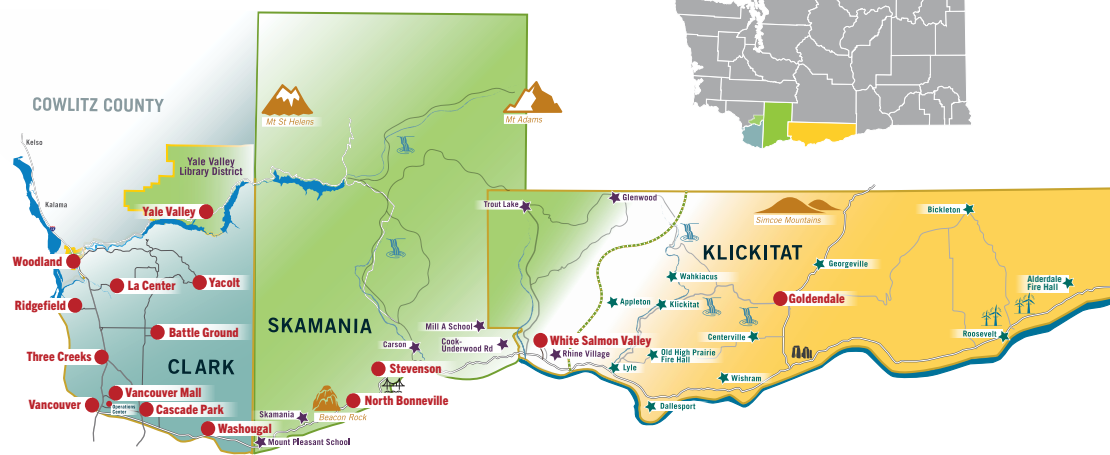 COWLITZ COUNTY
Kelso
Kalama
Mt St Helens
Mt Adams
Yale Valley
Library District
Yale Valley
Woodland
La Center
Yacolt
Ridgefield
Battle Ground
Three Creeks
CLARK
Vancouver Mall
Vancouver
Operations
Center
Cascade Park
Washougal
SKAMANIA
Trout Lake
Glenwood
Mill A School
Carson
Cook-
Underwood Rd
Stevenson
North Bonneville
Beacon Rock
Skamania
Mount Pleasant School
White Salmon Valley
Rhine Village
KLICKITAT
Simcoe Mountains
Bickleton
Wahkiacus
Georgeville
Appleton
Klickitat
Goldendale
Alderdale
Fire Hall
Centerville
Roosevelt
Old High Prairie
Fire Hall
Lyle
Wishram
Dallesport